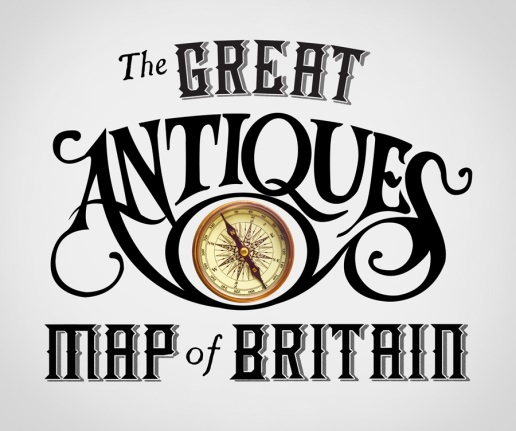 The GREAT
ANTIQUES
MAP of BRITAIN